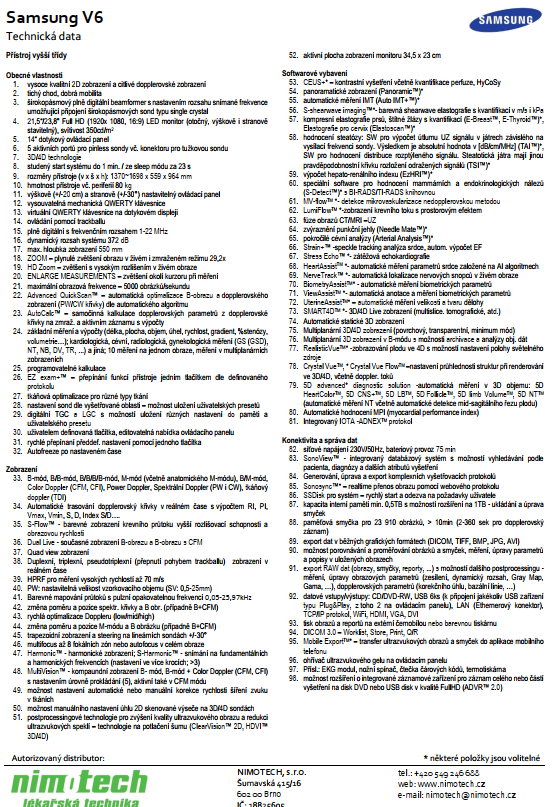 Samsung V6
SAMSUNG
Technická data
Přístroj vyšší třídy
Obecné vlastnosti
1. vysoce kvalitní 2D zobrazení a citlivé dopplerovské zobrazení
2. tichý chod, dobrá mobilita
3. širokopásmový plně digitální beamformer s nastavením rozsahu snímané frekvence
umožňující připojení širokopásmových sond typu single crystal
4. 21,5"/23,8" Full HD (1920x 1080, 16:9) LED monitor (otočný, výškově i stranově
stavitelný), svítivost 350cd/m²
5. 14" dotykový ovládací panel
6. 5 aktivních portů pro pinless sondy vč. konektoru pro tužkovou sondu
7. 3D/4D technologie
8. studený start systému do 1 min. / ze sleep módu za 23 s
9. rozměry přístroje (v x š x h): 1370*1698 x 559 x 964 mm
10. hmotnost přístroje vč. periferií 80 kg
11. výškově (+/-20 cm) a stranově (+/-30°) nastavitelný ovládací panel
12. vysouvatelná mechanická QWERTY klávesnice
13. virtuální QWERTY klávesnice na dotykovém displeji
14. ovládání pomocí trackballu
15. plně digitální s frekvenčním rozsahem 1-22 MHz
16. dynamický rozsah systému 372 dB
17. max. hloubka zobrazení 550 mm
18. ZOOM = plynulé zvětšení obrazu v živém i zmraženém režimu 29,2x
19. HD Zoom = zvětšení s vysokým rozlišením v živém obraze
20. ENLARGE MEASUREMENTS = zvětšení okolí kurzoru při měření
21. maximální obrazová frekvence = 5000 obrázků/sekundu
22. Advanced QuickScan™ = automatická optimalizace B-obrazu a dopplerovského
zobrazení (PW/CW křivky) dle automatického algoritmu
23. AutoCalc™ = samočinná kalkulace dopplerovských parametrů z dopplerovské
křivky na zmraž. a aktivním záznamu s výpočty
24. základní měření a výpočty (délka, plocha, objem, úhel, rychlost, gradient, %stenózy,
volumetrie...); kardiologická, cévní, radiologická, gynekologická měření (GS (GSD),
NT, NB, DV, TR, ...) a jiná; 10 měření na jednom obraze, měření v multiplanárních
zobrazeních
25. programovatelné kalkulace
26. EZ exam+™ = přepínání funkcí přístroje jedním tlačítkem dle definovaného
protokolu
27. tkáňová optimalizace pro různé typy tkání
28. nastavení sond dle vyšetřované oblasti = možnost uložení uživatelských presetů
29. digitální TGC a LGC s možností uložení různých nastavení do paměti a
uživatelského presetu
30. uživatelem definovaná tlačítka, editovatelná nabídka ovládacího panelu
31. rychlé přepínání předdef. nastavení pomocí jednoho tlačítka
32. Autofreeze po nastaveném čase
Zobrazení
33. B-mód, B/B-mód, B/B/B/B-mód, M-mód (včetně anatomického M-modu), B/M-mód,
Color Doppler (CFM, CFI), Power Doppler, Spektrální Doppler (PW i CW), tkáňový
doppler (TDI)
34. Automatické trasování dopplerovský křivky v reálném čase s výpočtem RI, PI,
Vmax, Vmin, S, D, Index S/D.....
35. S-Flow™ - barevné zobrazení krevního průtoku vyšší rozlišovací schopnosti a
obrazovou rychlostí
36. Dual Live - současné zobrazení B-obrazu a B-obrazu s CFM
37. Quad view zobrazení
38. Duplexní, triplexní, pseudotriplexní (přepnutí pohybem trackballu) zobrazení v
reálném čase
39. HPRF pro měření vysokých rychlostí až 70 m/s
40. PW: nastavitelná velikost vzorkovacího objemu (SV: 0,5-25mm)
41. Barevné mapování průtoků s pulzní opakovatelnou frekvencí 0,05-23,97kHz
42. změna poměru a pozice spektr. křivky a B obr. (případně B+CFM)
43. rychlá optimalizace Doppleru (low/mid/high)
44. změna poměru a pozice M-módu a B obrázku (případně B+CFM)
45. trapezoidní zobrazení a steering na lineárních sondách +/-30°
46. multifocus až 8 fokálních zón nebo autofocus v celém obraze
47. Harmonic™ - harmonické zobrazení; S-Harmonic™ - snímání na fundamentálních
a harmonických frekvencích (nastavení ve více krocích; >3)
48. MultiVision™ - kompaundní zobrazení B- mód, B-mód + Color Doppler (CFM, CFI)
s nastavením úrovně prokládání (5), aktivní také v CFM módu
49. možnost nastavení automatické nebo manuální korekce rychlosti šíření zvuku
v tkáních
50. možnost manuálního nastavení úhlu 2D skenované výseče na 3D/4D sondách
51. postprocessingové technologie pro zvýšení kvality ultrazvukového obrazu a redukci
ultrazvukových speklí = technologie na potlačení šumu (ClearVision™ 2D, HDVI™
3D/4D)
52. aktivní plocha zobrazení monitoru 34,5 x 23 cm
Softwarové vybavení
53. CEUS+* = kontrastní vyšetření včetně kvantifikace perfuze, HyCoSy
54. panoramatické zobrazení (Panoramic™)*
55. automatické měření IMT (Auto IMT+™)*
56. S-shearwave imaging™*- barevná shearwave elastografie s kvantifikací v m/s i kPa
57. kompresní elastografie prsů, štítné žlázy s kvantifikací (E-Breast™, E-Thyroid™)*,
Elastografie pro cervix (Elastoscan™)*
58. hodnocení steatózy: SW pro výpočet útlumu UZ signálu v játrech závislého na
vysílací frekvenci sondy. Výsledkem je absolutní hodnota v [dB/cm/MHz] (TAI™)*,
SW pro hodnocení distribuce rozptýleného signálu. Steatotická játra mají jinou
pravděpodobnostní křivku rozložení odražených signálů (TSI™)*
59. výpočet hepato-renálního indexu (EzHRI™)*
60. speciální software pro hodnocení mammárních a endokrinologických nálezů
(S-Detect™)* s BI-RADS/TI-RADS knihovnou
61. MV-flow™ *- detekce mikrovaskularizace nedopplerovskou metodou
62. LumiFlow™ *-zobrazení krevního toku s prostorovým efektem
63. fúze obrazů CT/MRI =UZ
64. zvýraznění punkční jehly (Needle Mate™)*
65. pokročilé cévní analýzy (Arterial Analysis™)*
66. Strain+™ *-speckle tracking analýza srdce, autom. výpočet EF
67. Stress Echo™ *- zátěžová echokardiografie
68. HeartAssist™ *- automatické měření parametrů srdce založené na AI algoritmech
69. NerveTrack™ *- automatická lokalizace nervových snopců v živém obraze
70. BiometryAssist™*- automatické měření biometrických parametrů
71. ViewAssist™*- automatická anotace a měření biometrických parametrů
72. UterineAssist™*= automatické měření velikosti a tvaru dělohy
73. SMART4D™ *- 3D/4D Live zobrazení (multislice, tomografické, atd.)
74. Automatické statické 3D zobrazení
75. Multiplanární 3D/4D zobrazení (povrchový, transparentní, minimum mód)
76. Multiplanární 3D zobrazení v B-módu s možností archivace a analýzy obj. dát
77. RealisticVue™*-zobrazování plodu ve 4D s možností nastavení polohy světelného
zdroje
78. Crystal Vue™,* Crystal Vue Flow™=nastavení průhlednosti struktur při renderování
ve 3D/4D, včetně doppler. toků
79. 5D advanced* diagnostic solution -automatická měření v 3D objemu: 5D
HeartColor™, 5D CNS+™, 5D LB™, 5D Follicle™, 5D limb Volume™, 5D NT™
(automatické měření NT včetně automatické detekce mid-sagitálního řezu plodu)
80. Automatické hodnocení MPI (myocardial performance index)
81. Integrovaný IOTA -ADNEX™ protokol
Konektivita a správa dat
82. síťové napájení 230V/50Hz, bateriový provoz 75 min
83. SonoView™ - integrovaný databázový systém s možností vyhledávání podle
pacienta, diagnózy a dalších atributů vyšetření
84. Generování, úprava a export komplexních vyšetřovacích protokolů
85. Sonosync™*= realtime přenos obrazu pomocí webového protokolu
86. SSDisk pro systém = rychlý start a odezva na požadavky uživatele
87. kapacita interní paměti min. 0,5TB s možností rozšíření na 1TB - ukládání a úprava
smyček
88. paměťová smyčka pro 23 910 obrázků, > 10min (2-360 sek pro dopplerovský
záznam)
89. export dat v běžných grafických formátech (DICOM, TIFF, BMP, JPG, AVI)
90. možnost porovnávání a proměřování obrázků a smyček, měření, úpravy parametrů
a popisy v uložených obrazech
91. export RAW dat (obrazy, smyčky, reporty, ...) s možností dalšího postprocessingu -
měření, úpravy obrazových parametrů (zesílení, dynamický rozsah, Gray Map,
Gama, ....), dopplerovských parametrů (korekčního úhlu, bazální linie, ...)
92. datové vstupy/výstupy: CD/DVD-RW, USB 8ks (k připojení jakéhokoliv USB zařízení
typu Plug&Play, z toho 2 na ovládacím panelu), LAN (Ethernerový konektor),
TCP/IP protokol, WiFi, HDMI, VGA, DVI
93. tisk obrazů a reportů na externí černobílou nebo barevnou tiskárnu
94. DICOM 3.0 = Worklist, Store, Print, Q/R
95. Mobile Export™* = transfer ultrazvukových obrazů a smyček do aplikace mobilního
telefonu
96. ohřívač ultrazvukového gelu na ovládacím panelu
97. Přísl.: EKG modul, nožní spínač, čtečka čárových kódů, termotiskárna
98. možnost rozšíření o integrované záznamové zařízení pro záznam celého nebo části
vyšetření na disk DVD nebo USB disk v kvalitě FullHD (ADVR™ 2.0)
Autorizovaný distributor:
* některé položky jsou volitelné
nimotech
lékařská technika
NIMOTECH, s.r.o.
Šumavská 415/16
602 00 Brno
IČ: 28825605
tel.: +420 549 246 688
web: www.nimotech.cz
e-mail: nimotech@nimotech.cz